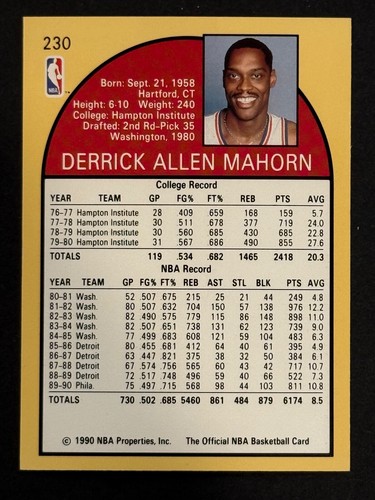 230
NBA
Born: Sept. 21, 1958
Hartford, CT
Height: 6-10 Weight: 240
College: Hampton Institute
Drafted: 2nd Rd-Pick 35
Washington, 1980
DERRICK ALLEN MAHORN
College Record
YEAR TEAM GP FG% FT% REB PTS AVG
76-77 Hampton Institute 28 409 .659 168 159 5.7
77-78 Hampton Institute 30 .511 .678 377 719 24.0
78-79 Hampton Institute 30 .560 .685 430 685 22.8
79-80 Hampton Institute 31 .567 .686 490 855 27.6
TOTALS 119 .534 .682 1465 2418 20.3
NBA Record
YEAR TEAM GP FG% FT% REB AST STL BLK PTS AVG
80-81 Wash. 52 .507 .675 215 25 21 44 249 4.8
81-82 Wash. 80 .507 .632 704 150 57 138 976 12.2
82-83 Wash. 82 .490 .575 779 115 86 148 898 11.0
83-84 Wash. 82 .507 .651 738 131 62 123 739 9.0
84-85 Wash. 77 .499 .683 608 121 59 104 483 6.3
85-86 Detroit 80 .455 .681 412 64 40 61 395 4.9
86-87 Detroit 63 .447 .821 375 38 32 50 384 6.1
87-88 Detroit 67 .574 .756 565 60 43 42 717 10.7
88-89 Detroit 72 .517 .748 496 59 40 66 522 7.3
89-90 Phila. 75 .497 .715 568 98 44 103 811 10.8
TOTALS 730 .502 .685 5460 861 484 879 6174 8.5
© 1990 NBA Properties, Inc. The Official NBA Basketball Card